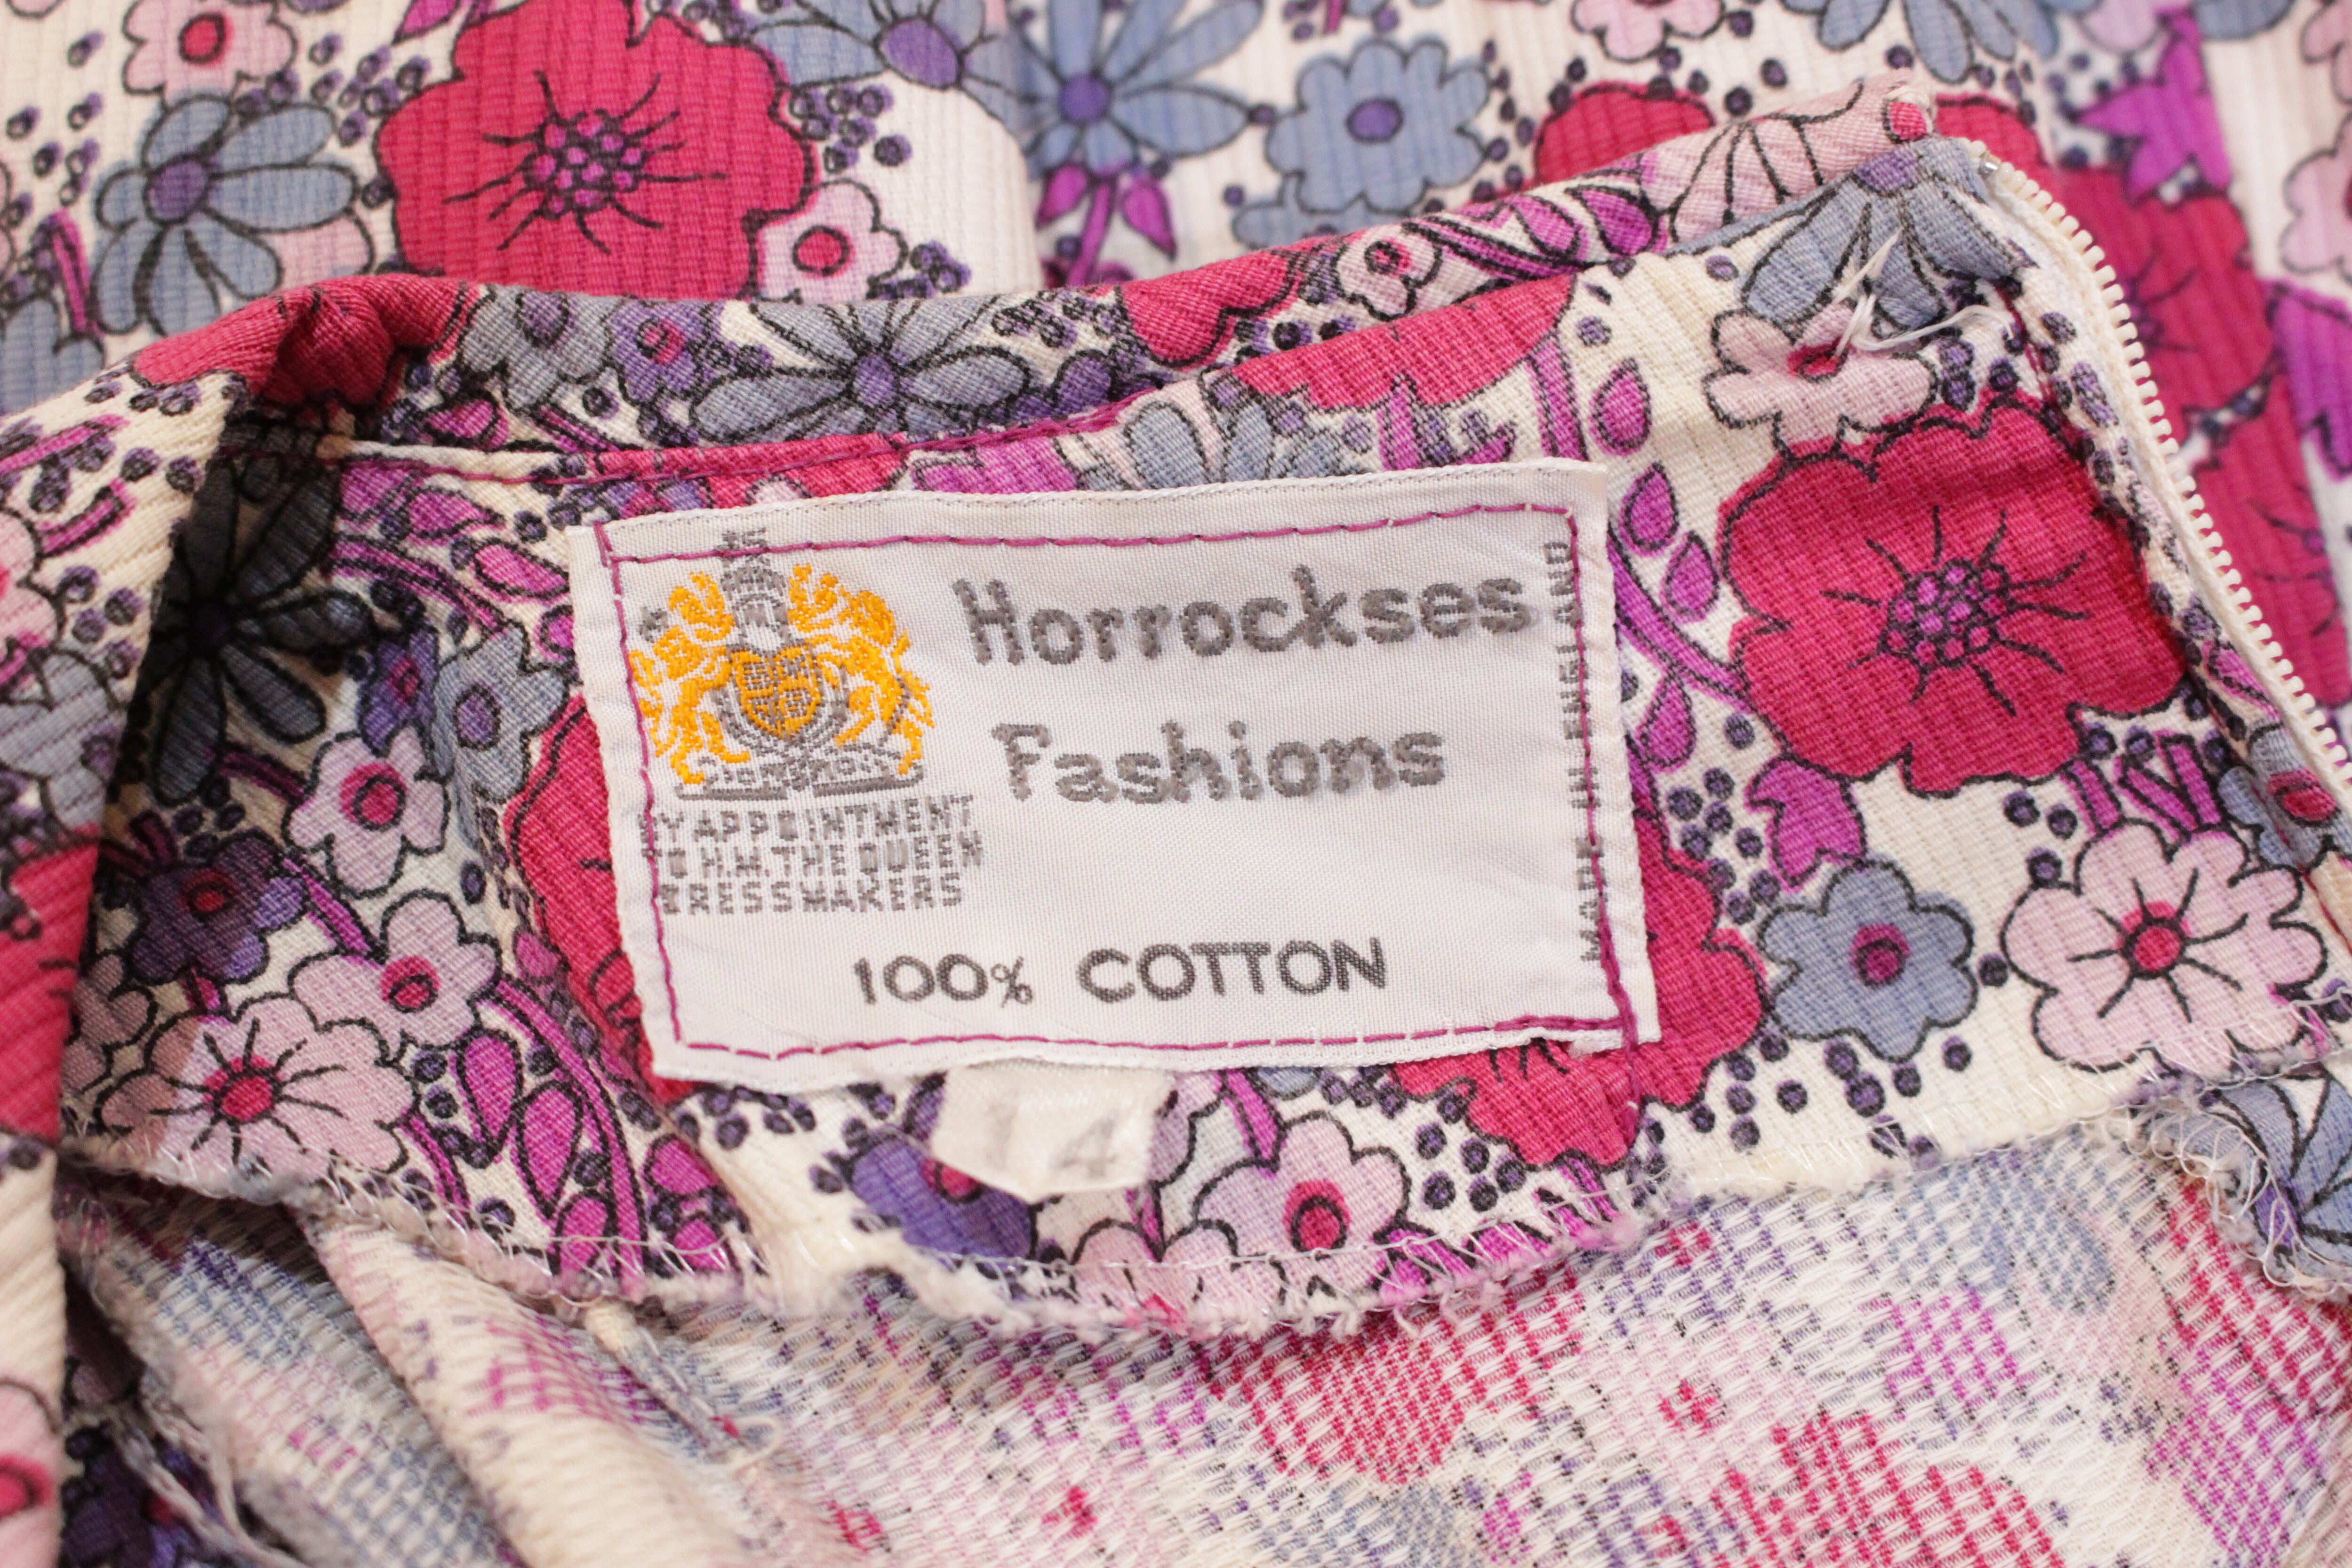 Horrockses
Fashions
BY APPOINTMENT
TO H.M. THE QUEEN
DRESSMAKERS
100% COTTON
MADE IN ENGLAND
14